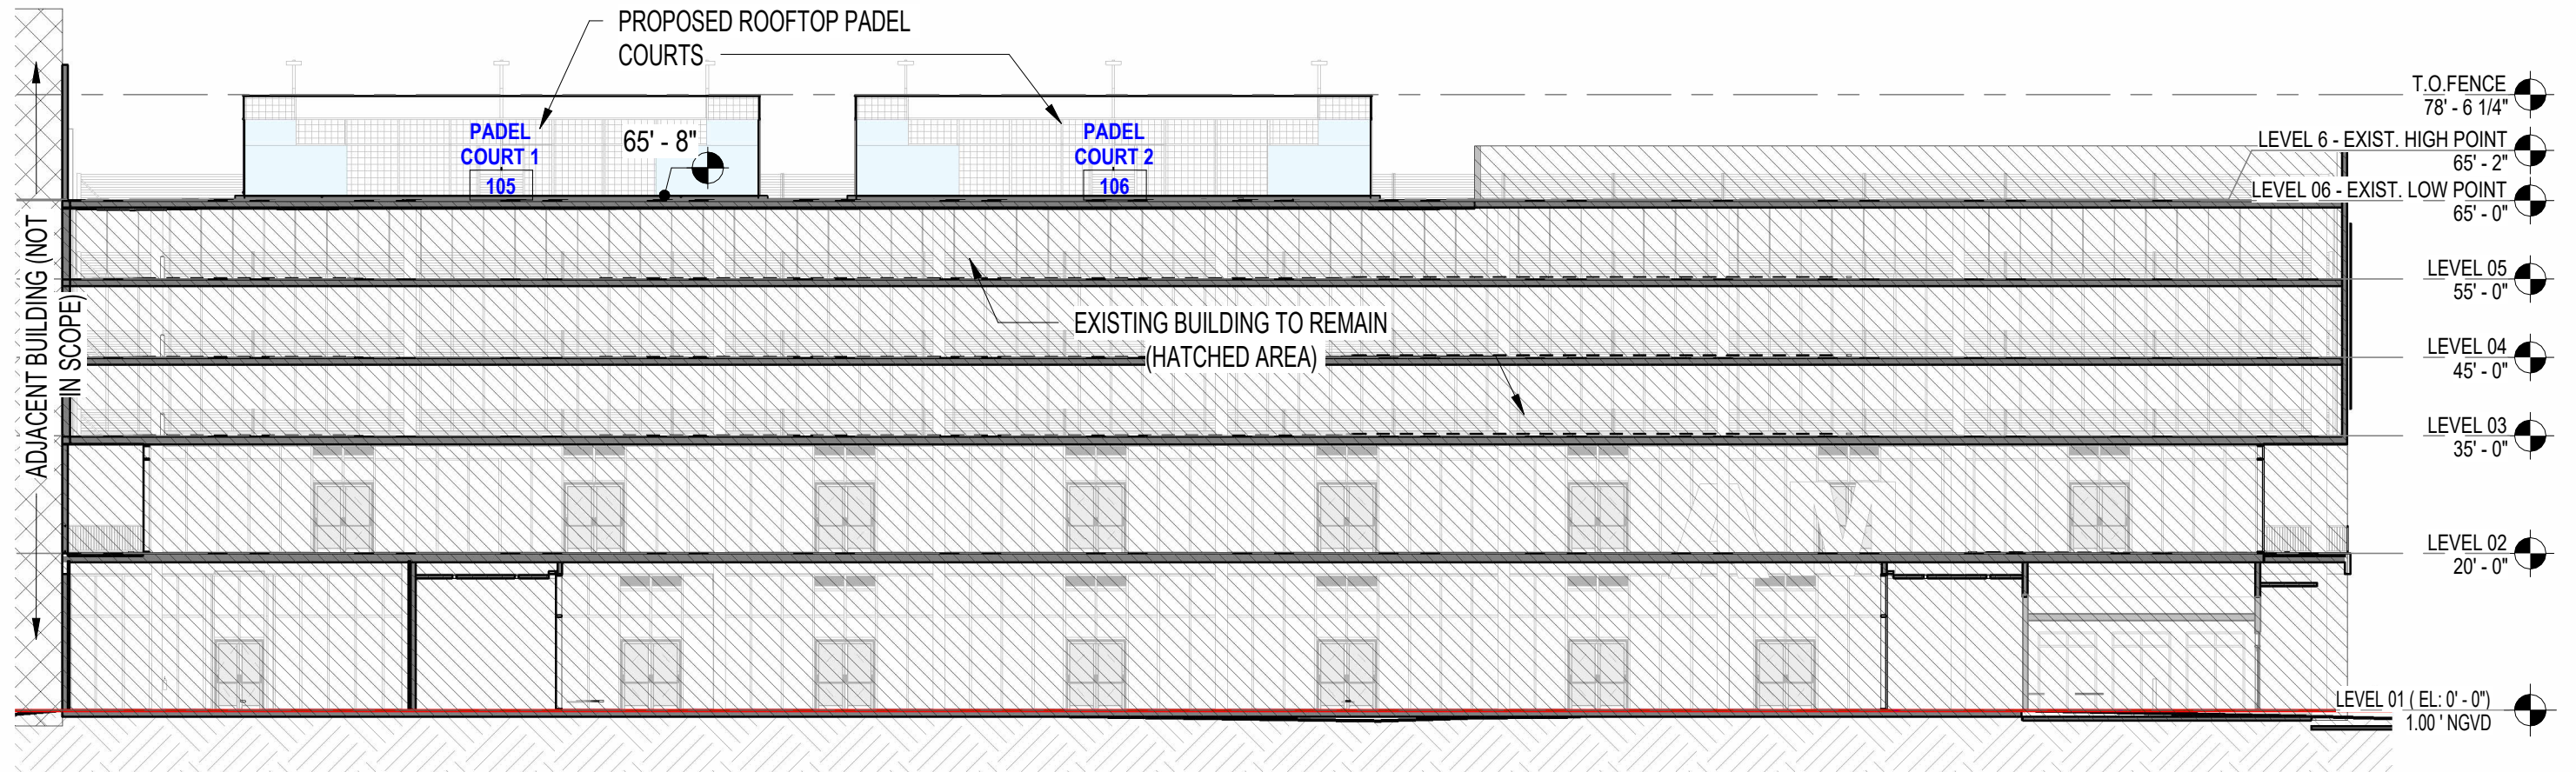 PROPOSED ROOFTOP PADEL
COURTS
T.O.FENCE
78' - 6 1/4"
PADEL
COURT 1
105
65' - 8"
PADEL
COURT 2
106
LEVEL 6 - EXIST. HIGH POINT
65' - 2"
LEVEL 06 - EXIST. LOW POINT
65' - 0"
ADJACENT BUILDING (NOT
IN SCOPE)
LEVEL 05
55' - 0"
EXISTING BUILDING TO REMAIN
(HATCHED AREA)
LEVEL 04
45' - 0"
LEVEL 03
35' - 0"
LEVEL 02
20' - 0"
LEVEL 01 ( EL: 0' - 0")
1.00 ' NGVD